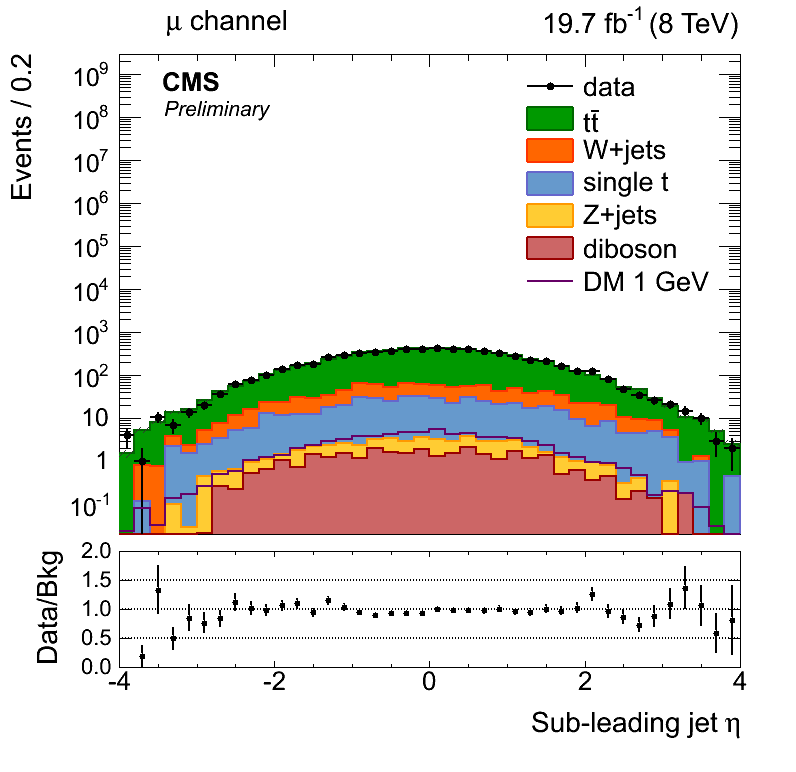 μ channel 19.7 fb⁻¹ (8 TeV)
CMS
Preliminary
Events / 0.2
10⁹
10⁸
10⁷
10⁶
10⁵
10⁴
10³
10²
10
1
10⁻¹
data
tt̄
W+jets
single t
Z+jets
diboson
DM 1 GeV
Data/Bkg
2.0
1.5
1.0
0.5
0.0
-4 -2 0 2 4
Sub-leading jet η